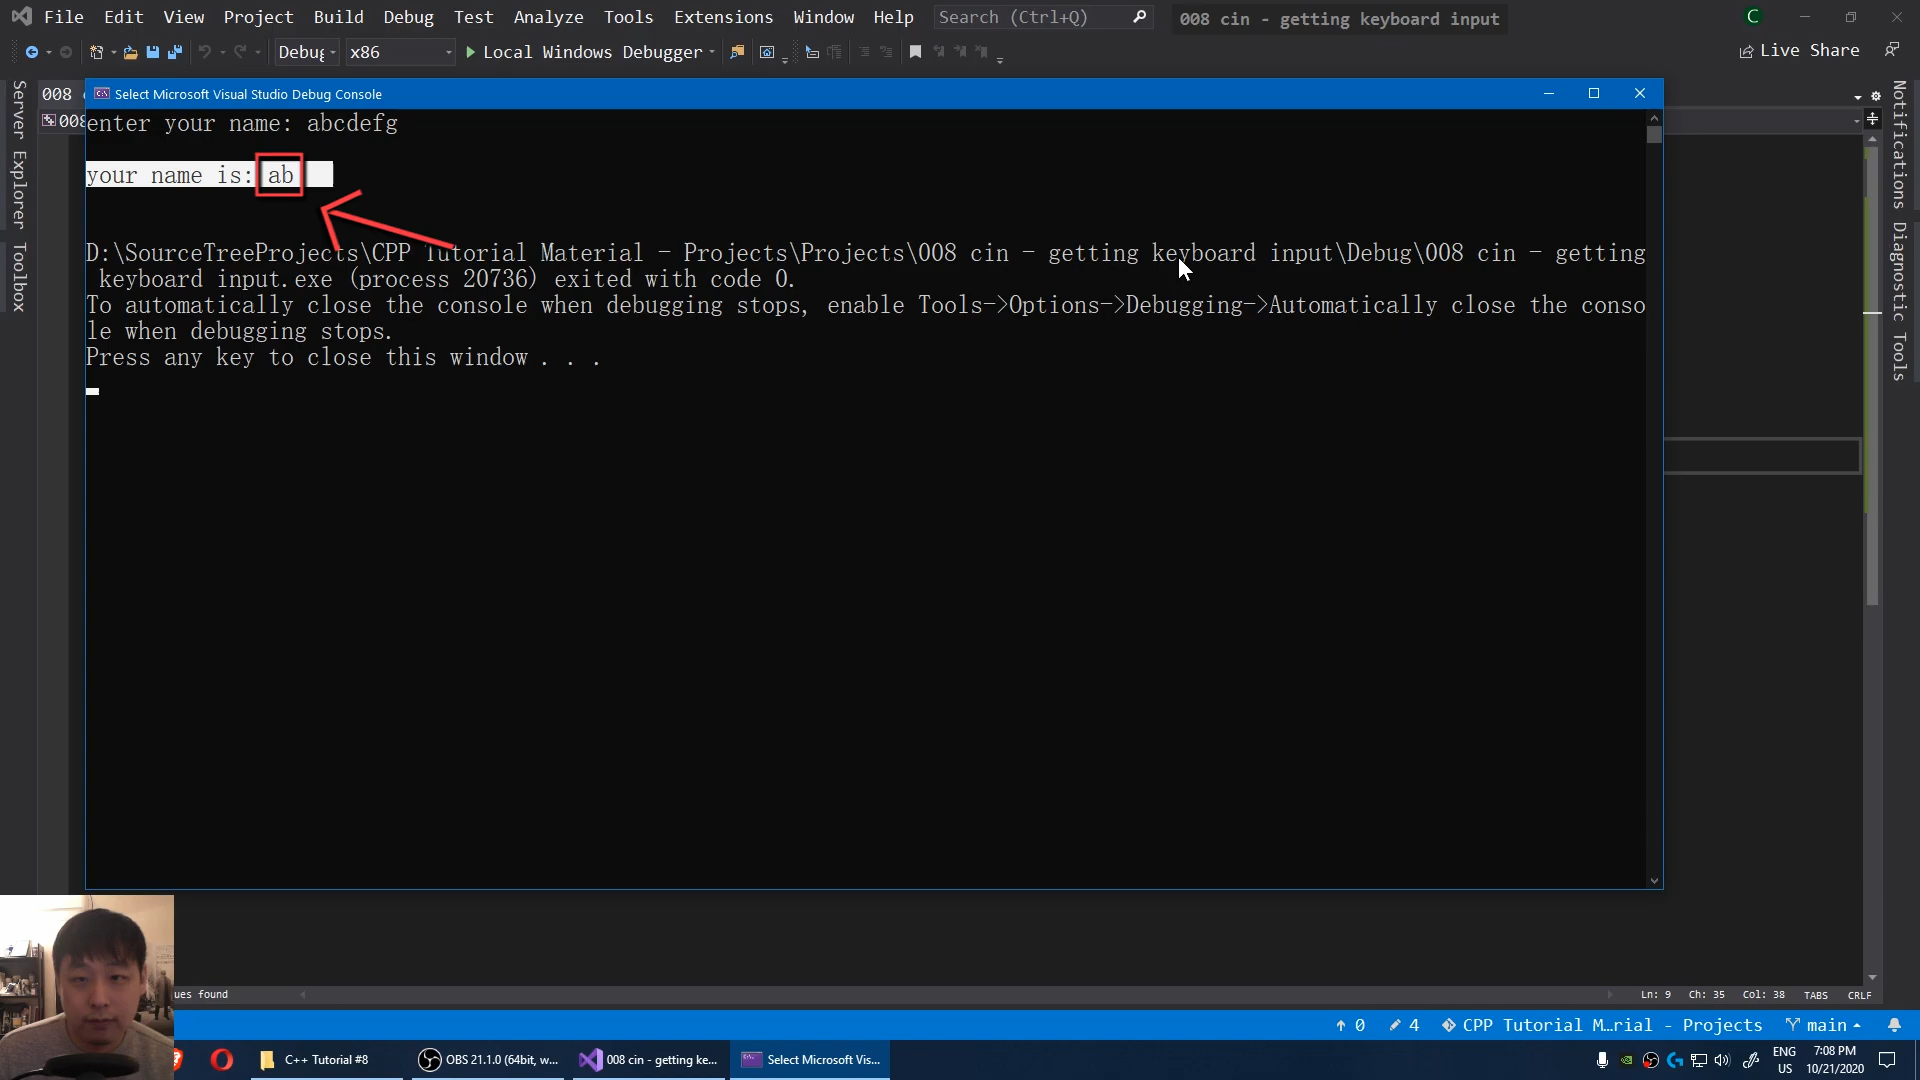 File Edit View Project Build Debug Test Analyze Tools Extensions Window Help Search (Ctrl+Q) 008 cin - getting keyboard input C
Debug x86 Local Windows Debugger Live Share
Server Explorer
Toolbox
008
008
Select Microsoft Visual Studio Debug Console
enter your name: abcdefg
your name is: ab
D:\SourceTreeProjects\CPP Tutorial Material - Projects\Projects\008 cin - getting keyboard input\Debug\008 cin - getting
keyboard input.exe (process 20736) exited with code 0.
To automatically close the console when debugging stops, enable Tools->Options->Debugging->Automatically close the conso
le when debugging stops.
Press any key to close this window . . .
Notifications
Diagnostic Tools
ues found Ln: 9 Ch: 35 Col: 38 TABS CRLF
0 4 CPP Tutorial M…rial - Projects main
C++ Tutorial #8 OBS 21.1.0 (64bit, w... 008 cin - getting ke... Select Microsoft Vis... ENG 7:08 PM
US 10/21/2020